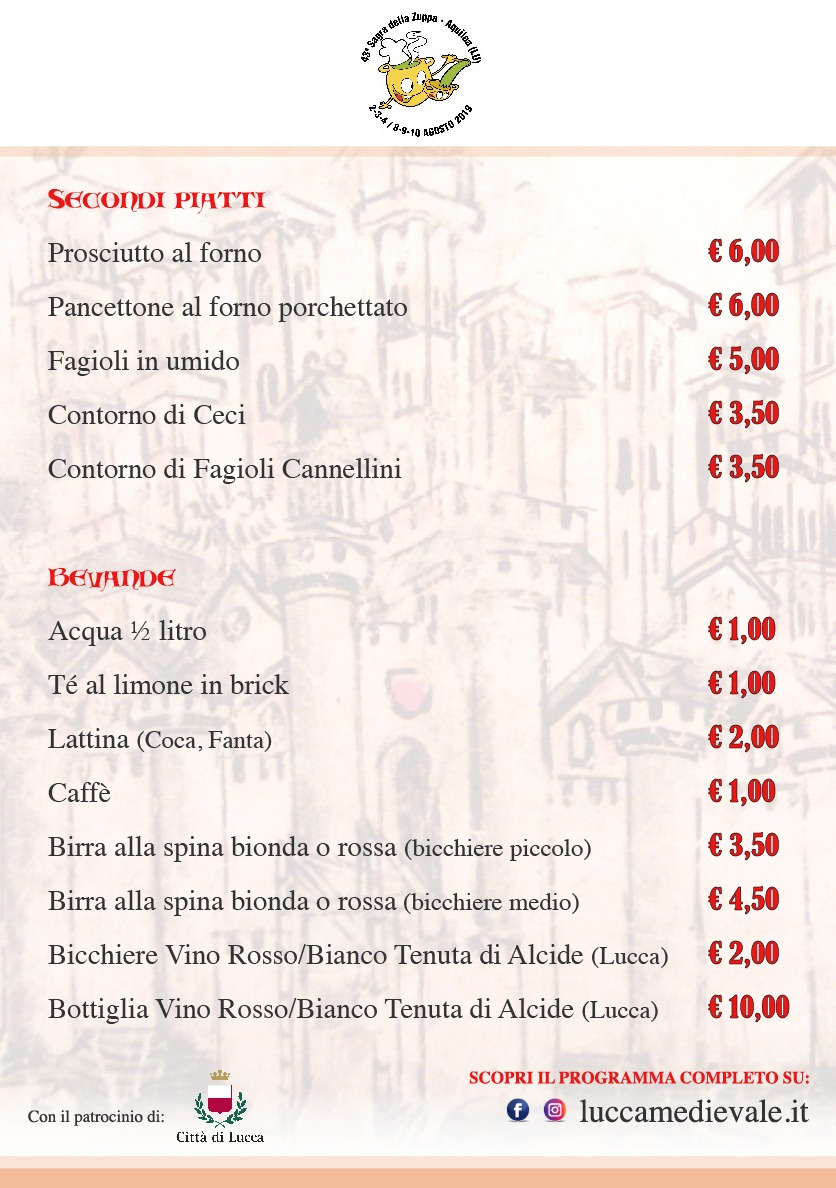 43ª Sagra della Zuppa - Aquilea (LU)
2-3-4 / 8-9-10 AGOSTO 2019
SECONDI PIATTI
Prosciutto al forno € 6,00
Pancettone al forno porchettato € 6,00
Fagioli in umido € 5,00
Contorno di Ceci € 3,50
Contorno di Fagioli Cannellini € 3,50
BEVANDE
Acqua ½ litro € 1,00
Té al limone in brick € 1,00
Lattina (Coca, Fanta) € 2,00
Caffè € 1,00
Birra alla spina bionda o rossa (bicchiere piccolo) € 3,50
Birra alla spina bionda o rossa (bicchiere medio) € 4,50
Bicchiere Vino Rosso/Bianco Tenuta di Alcide (Lucca) € 2,00
Bottiglia Vino Rosso/Bianco Tenuta di Alcide (Lucca) € 10,00
Con il patrocinio di:
Città di Lucca
SCOPRI IL PROGRAMMA COMPLETO SU:
luccamedievale.it